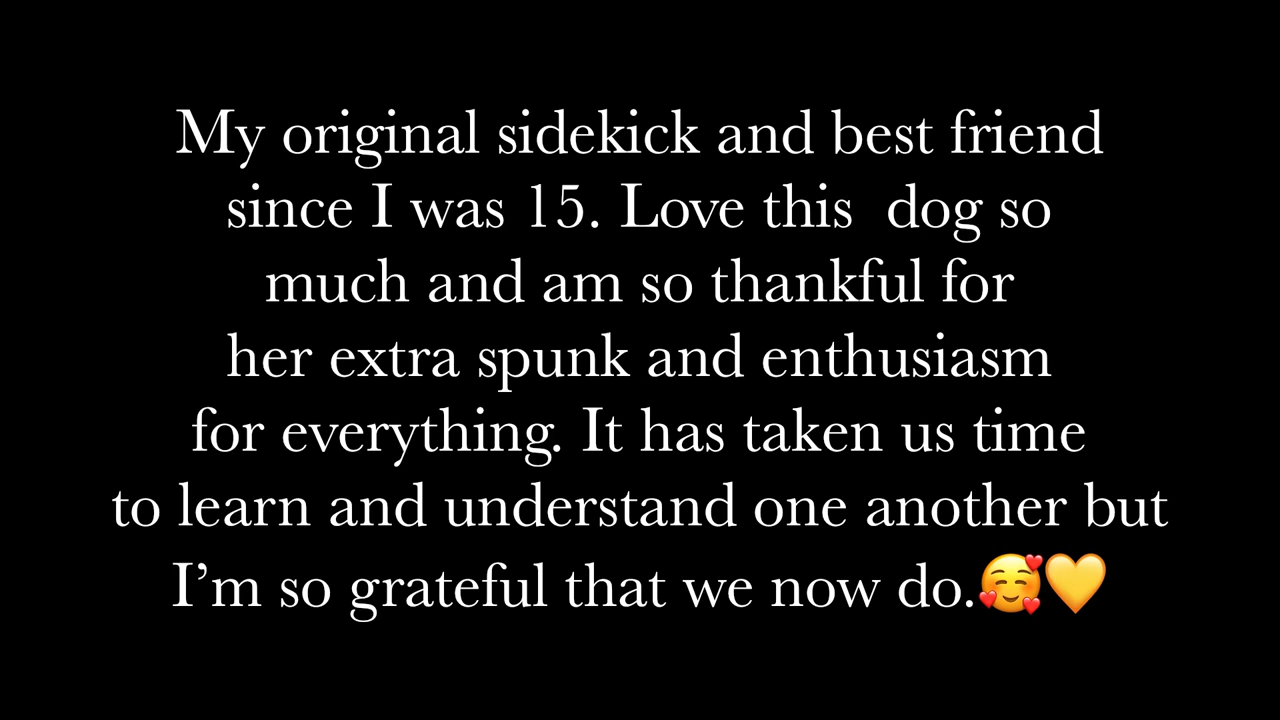 My original sidekick and best friend
since I was 15. Love this  dog so
much and am so thankful for
her extra spunk and enthusiasm
for everything. It has taken us time
to learn and understand one another but
I’m so grateful that we now do.🥰💛